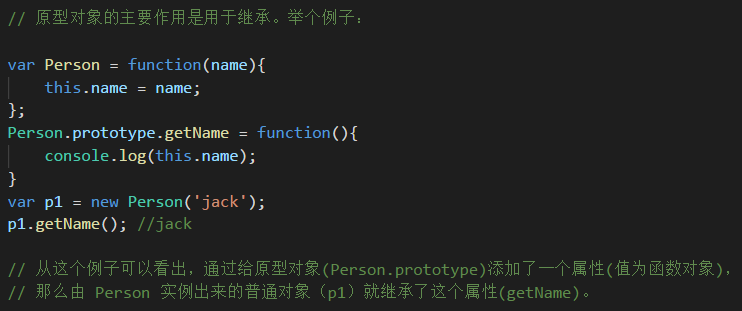 // 原型对象的主要作用是用于继承。举个例子：
var Person = function(name){
this.name = name;
};
Person.prototype.getName = function(){
console.log(this.name);
}
var p1 = new Person('jack');
p1.getName(); //jack
// 从这个例子可以看出，通过给原型对象(Person.prototype)添加了一个属性(值为函数对象)，
// 那么由 Person 实例出来的普通对象（p1）就继承了这个属性(getName)。